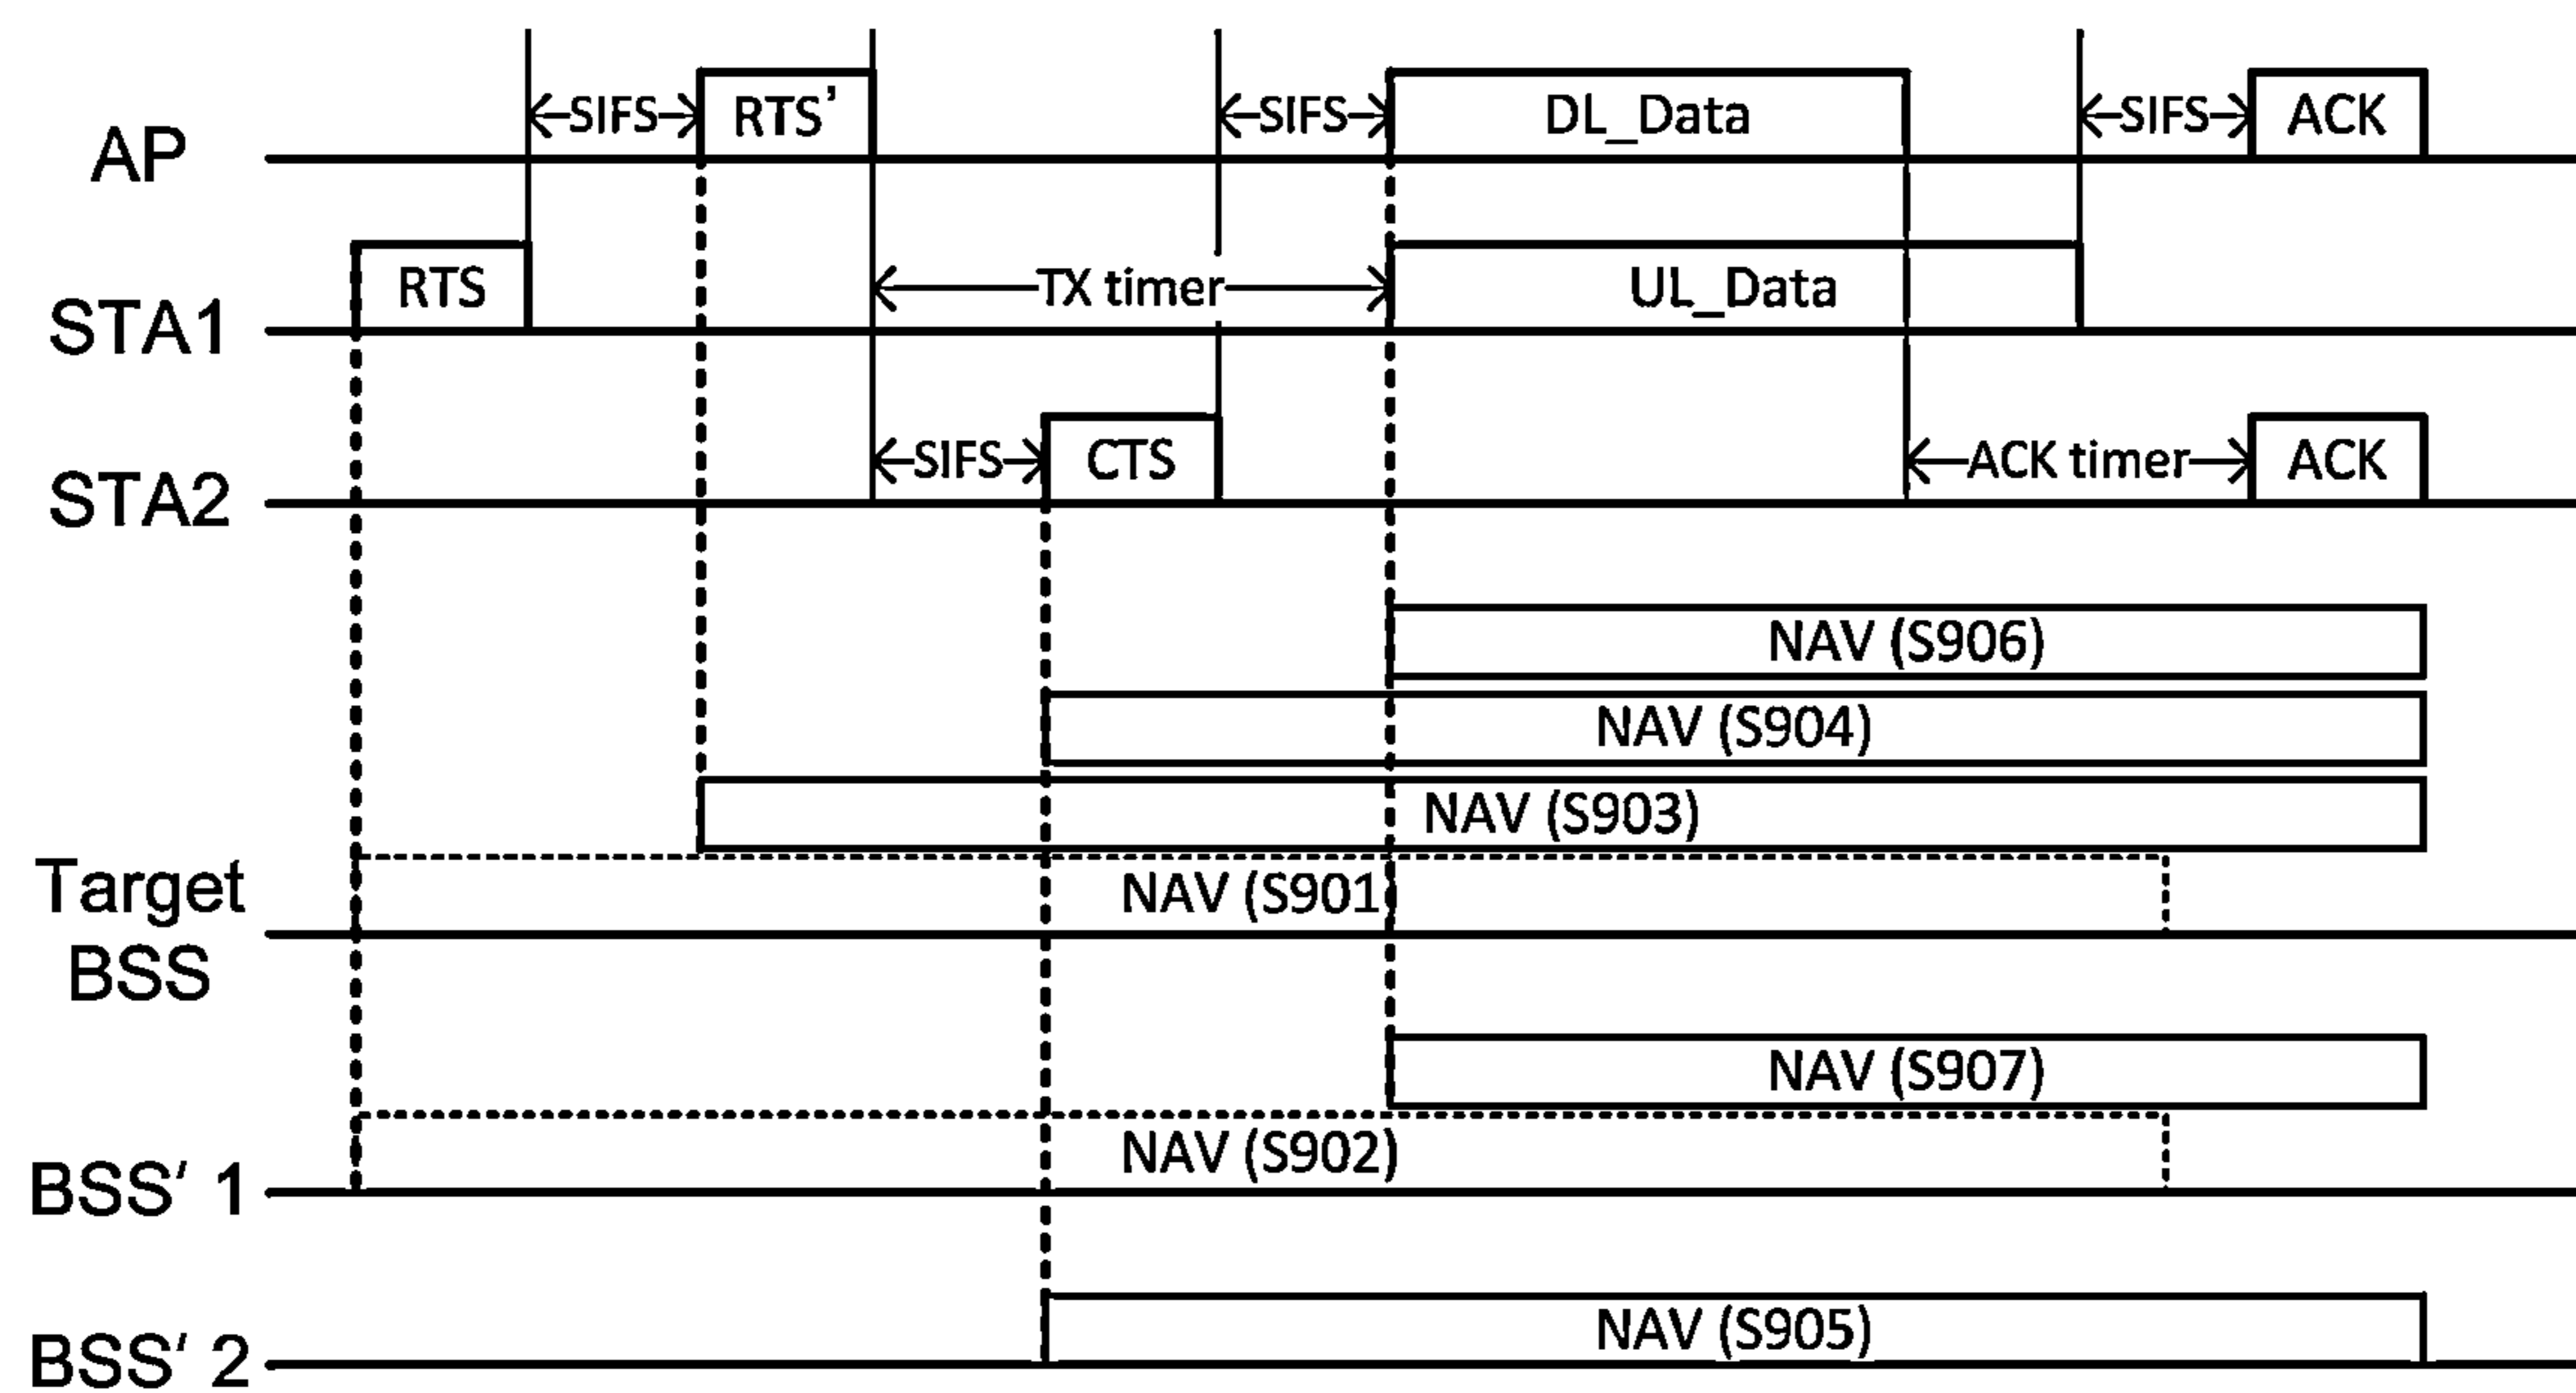 SIFS RTS’ SIFS DL_Data SIFS ACK
AP
RTS TX timer UL_Data
STA1
SIFS CTS ACK timer ACK
STA2
NAV (S906)
NAV (S904)
NAV (S903)
Target BSS
NAV (S901)
NAV (S907)
NAV (S902)
BSS′ 1
NAV (S905)
BSS′ 2